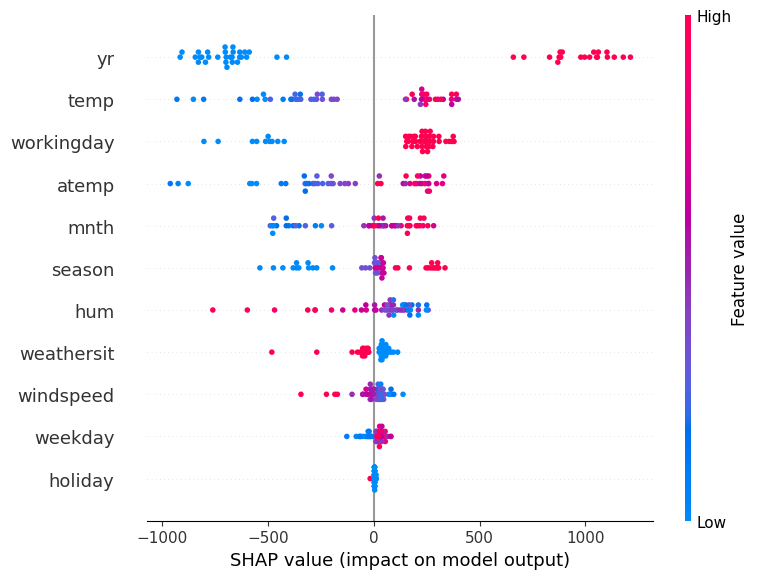 High
yr
temp
workingday
atemp
mnth
season
hum
weathersit
windspeed
weekday
holiday
Feature value
Low
−1000 −500 0 500 1000
SHAP value (impact on model output)